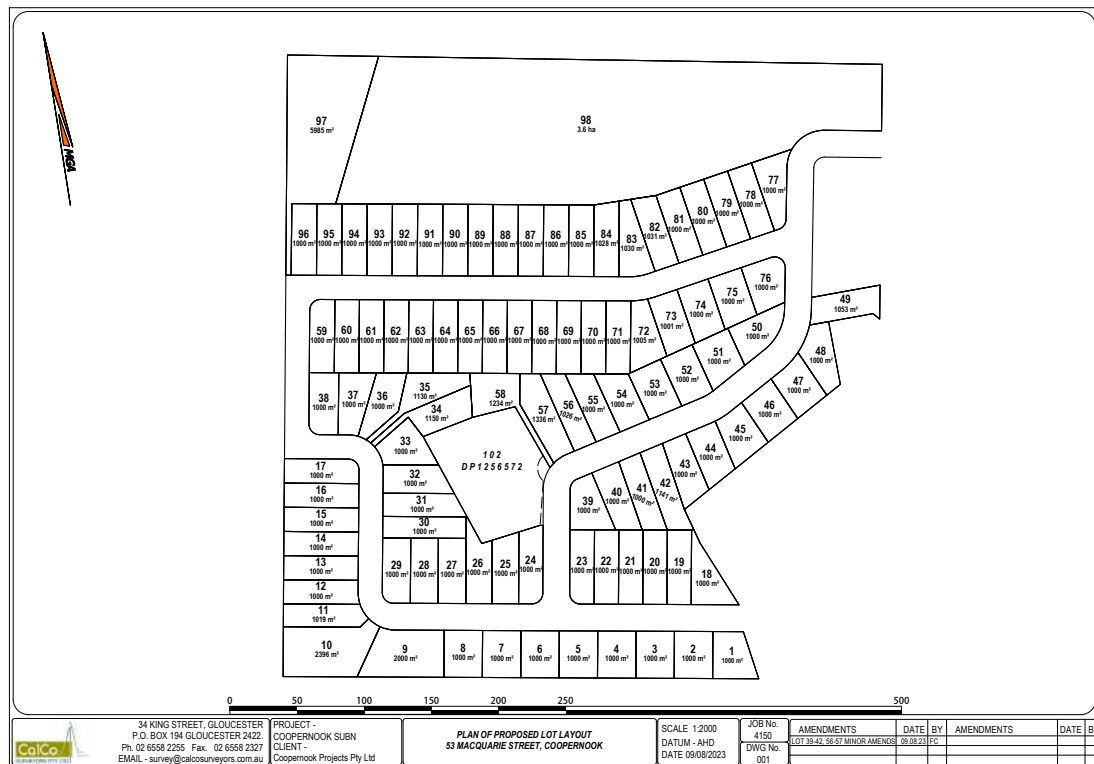 MGA
97
5985 m²
98
3.6 ha
96
1000 m²
95
1000 m²
94
1000 m²
93
1000 m²
92
1000 m²
91
1000 m²
90
1000 m²
89
1000 m²
88
1000 m²
87
1000 m²
86
1000 m²
85
1000 m²
84
1028 m²
83
1030 m²
82
1031 m²
81
1000 m²
80
1000 m²
79
1000 m²
78
1000 m²
77
1000 m²
59
1000 m²
60
1000 m²
61
1000 m²
62
1000 m²
63
1000 m²
64
1000 m²
65
1000 m²
66
1000 m²
67
1000 m²
68
1000 m²
69
1000 m²
70
1000 m²
71
1000 m²
72
1005 m²
73
1001 m²
74
1000 m²
75
1000 m²
76
1000 m²
49
1053 m²
38
1000 m²
37
1000 m²
36
1000 m²
35
1130 m²
34
1150 m²
58
1234 m²
57
1336 m²
56
1026 m²
55
1000 m²
54
1000 m²
53
1000 m²
52
1000 m²
51
1000 m²
50
1000 m²
48
1000 m²
47
1000 m²
46
1000 m²
45
1000 m²
44
1000 m²
43
1000 m²
42
1141 m²
41
1000 m²
40
1000 m²
39
1000 m²
33
1000 m²
32
1000 m²
31
1000 m²
30
1000 m²
102
DP1256572
17
1000 m²
16
1000 m²
15
1000 m²
14
1000 m²
13
1000 m²
12
1000 m²
11
1019 m²
10
2396 m²
29
1000 m²
28
1000 m²
27
1000 m²
26
1000 m²
25
1000 m²
24
1000 m²
23
1000 m²
22
1000 m²
21
1000 m²
20
1000 m²
19
1000 m²
18
1000 m²
9
2000 m²
8
1000 m²
7
1000 m²
6
1000 m²
5
1000 m²
4
1000 m²
3
1000 m²
2
1000 m²
1
1000 m²
0 50 100 150 200 250 500
CalCo
SURVEYORS PTY LTD
34 KING STREET, GLOUCESTER
P.O. BOX 194 GLOUCESTER 2422.
Ph. 02 6558 2255 Fax. 02 6558 2327
EMAIL - survey@calcosurveyors.com.au
PROJECT -
COOPERNOOK SUBN
CLIENT -
Coopernook Projects Pty Ltd
PLAN OF PROPOSED LOT LAYOUT
53 MACQUARIE STREET, COOPERNOOK
SCALE 1:2000
DATUM - AHD
DATE 09/08/2023
JOB No.
4150
DWG No.
001
AMENDMENTS DATE BY AMENDMENTS DATE B
LOT 39-42, 56-57 MINOR AMENDS 09.08.23 FC